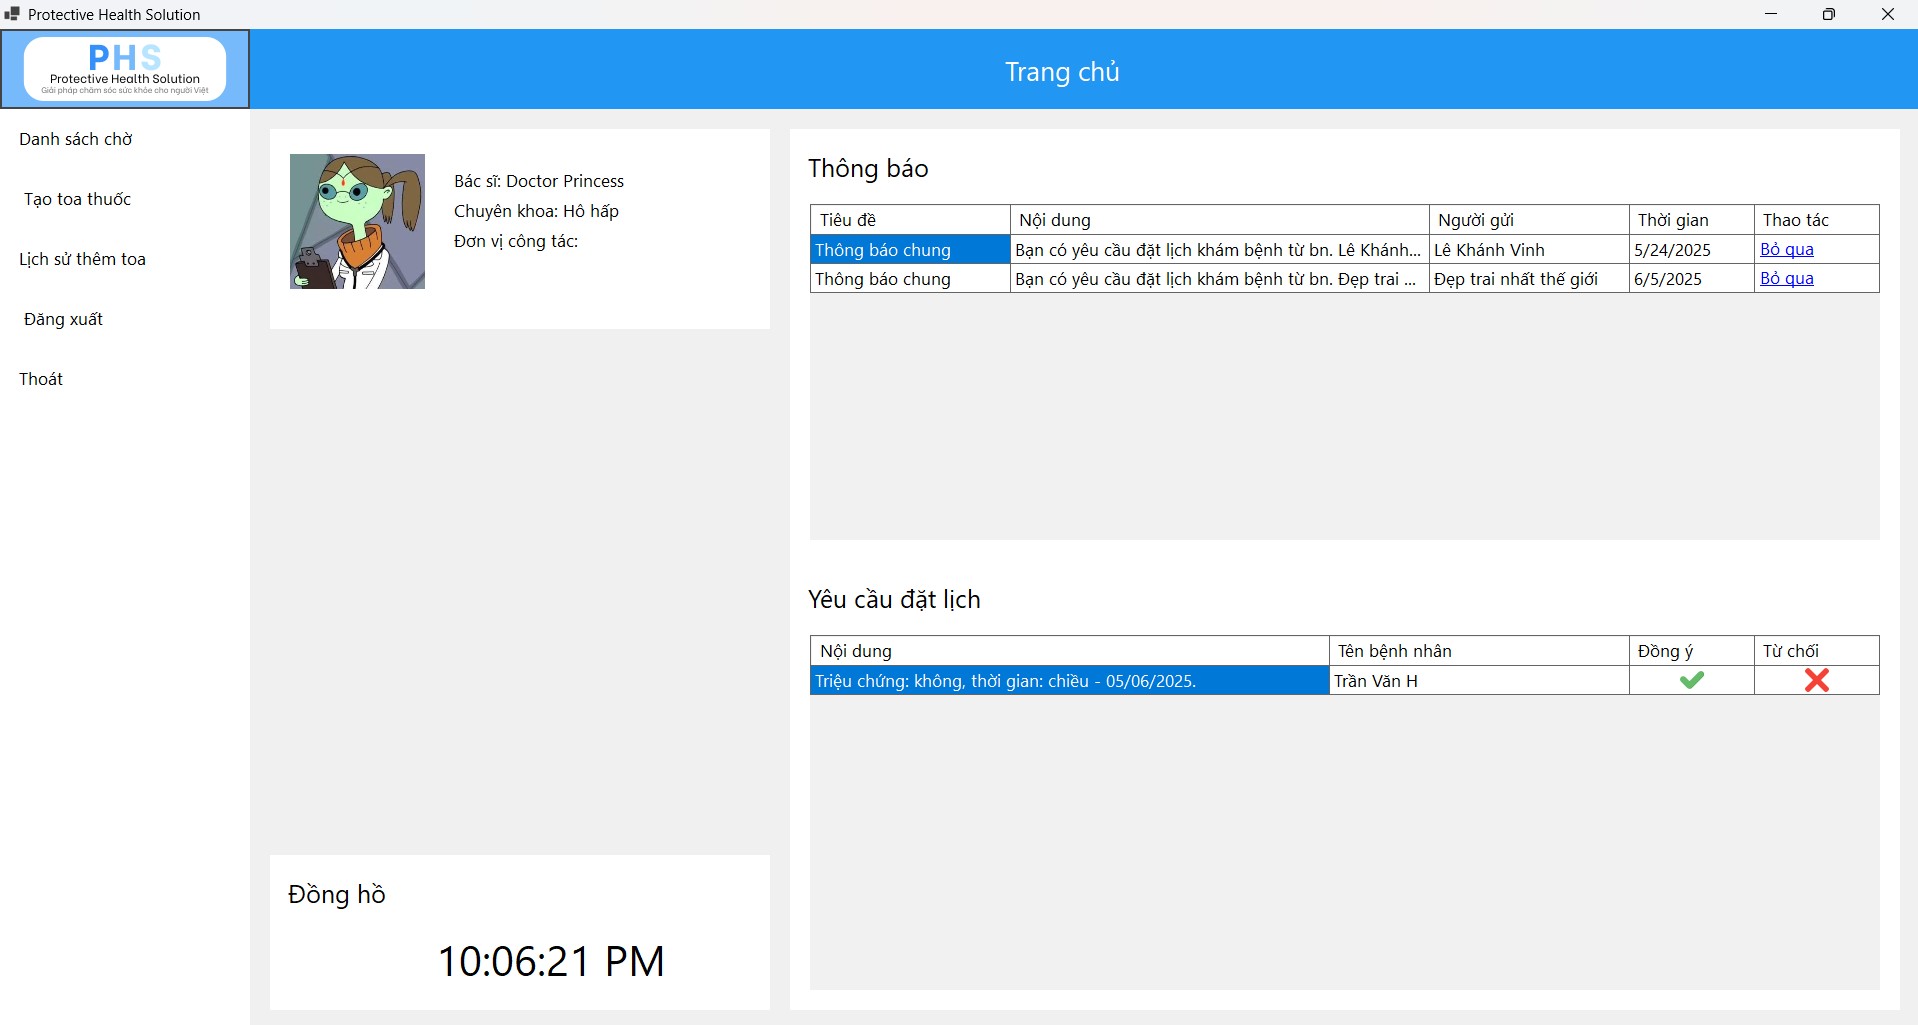 Protective Health Solution
PHS
Protective Health Solution
Giải pháp chăm sóc sức khỏe cho người Việt
Trang chủ
Danh sách chờ
Tạo toa thuốc
Lịch sử thêm toa
Đăng xuất
Thoát
Bác sĩ: Doctor Princess
Chuyên khoa: Hô hấp
Đơn vị công tác:
Đồng hồ
10:06:21 PM
Thông báo
Tiêu đề Nội dung Người gửi Thời gian Thao tác
Thông báo chung Bạn có yêu cầu đặt lịch khám bệnh từ bn. Lê Khánh... Lê Khánh Vinh 5/24/2025 Bỏ qua
Thông báo chung Bạn có yêu cầu đặt lịch khám bệnh từ bn. Đẹp trai ... Đẹp trai nhất thế giới 6/5/2025 Bỏ qua
Yêu cầu đặt lịch
Nội dung Tên bệnh nhân Đồng ý Từ chối
Triệu chứng: không, thời gian: chiều - 05/06/2025. Trần Văn H